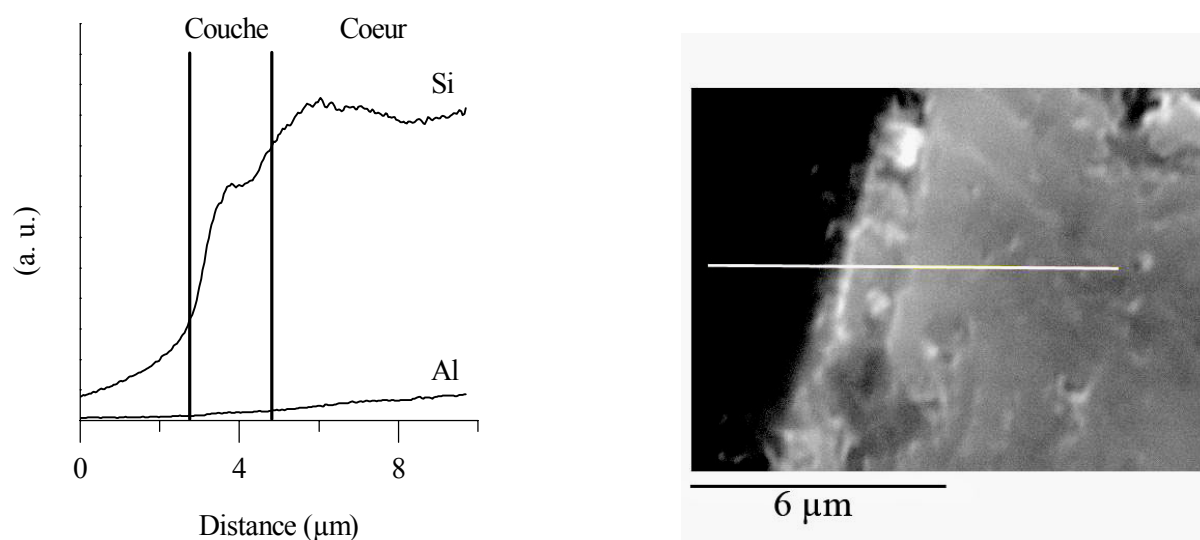 Couche Coeur
Si
(a. u.)
Al
0 4 8
Distance (µm)
6 µm